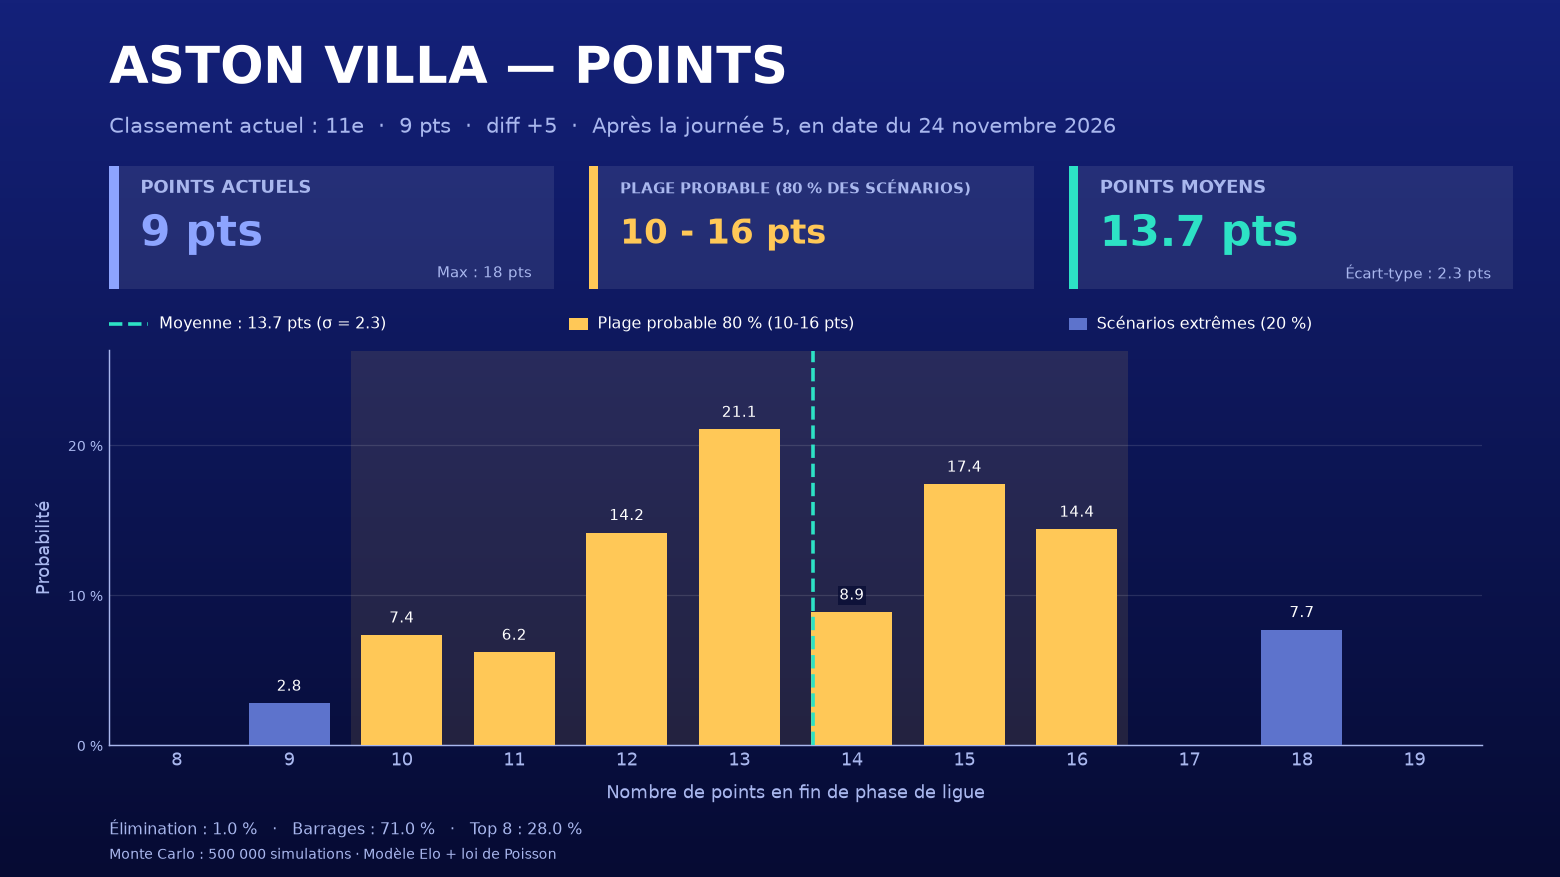 ASTON VILLA — POINTS
Classement actuel : 11e · 9 pts · diff +5 · Après la journée 5, en date du 24 novembre 2026
POINTS ACTUELS
9 pts
Max : 18 pts
PLAGE PROBABLE (80 % DES SCÉNARIOS)
10 - 16 pts
POINTS MOYENS
13.7 pts
Écart-type : 2.3 pts
Moyenne : 13.7 pts (σ = 2.3)
Plage probable 80 % (10-16 pts)
Scénarios extrêmes (20 %)
Probabilité
20 %
10 %
0 %
2.8
7.4
6.2
14.2
21.1
8.9
17.4
14.4
7.7
8 9 10 11 12 13 14 15 16 17 18 19
Nombre de points en fin de phase de ligue
Élimination : 1.0 % · Barrages : 71.0 % · Top 8 : 28.0 %
Monte Carlo : 500 000 simulations · Modèle Elo + loi de Poisson